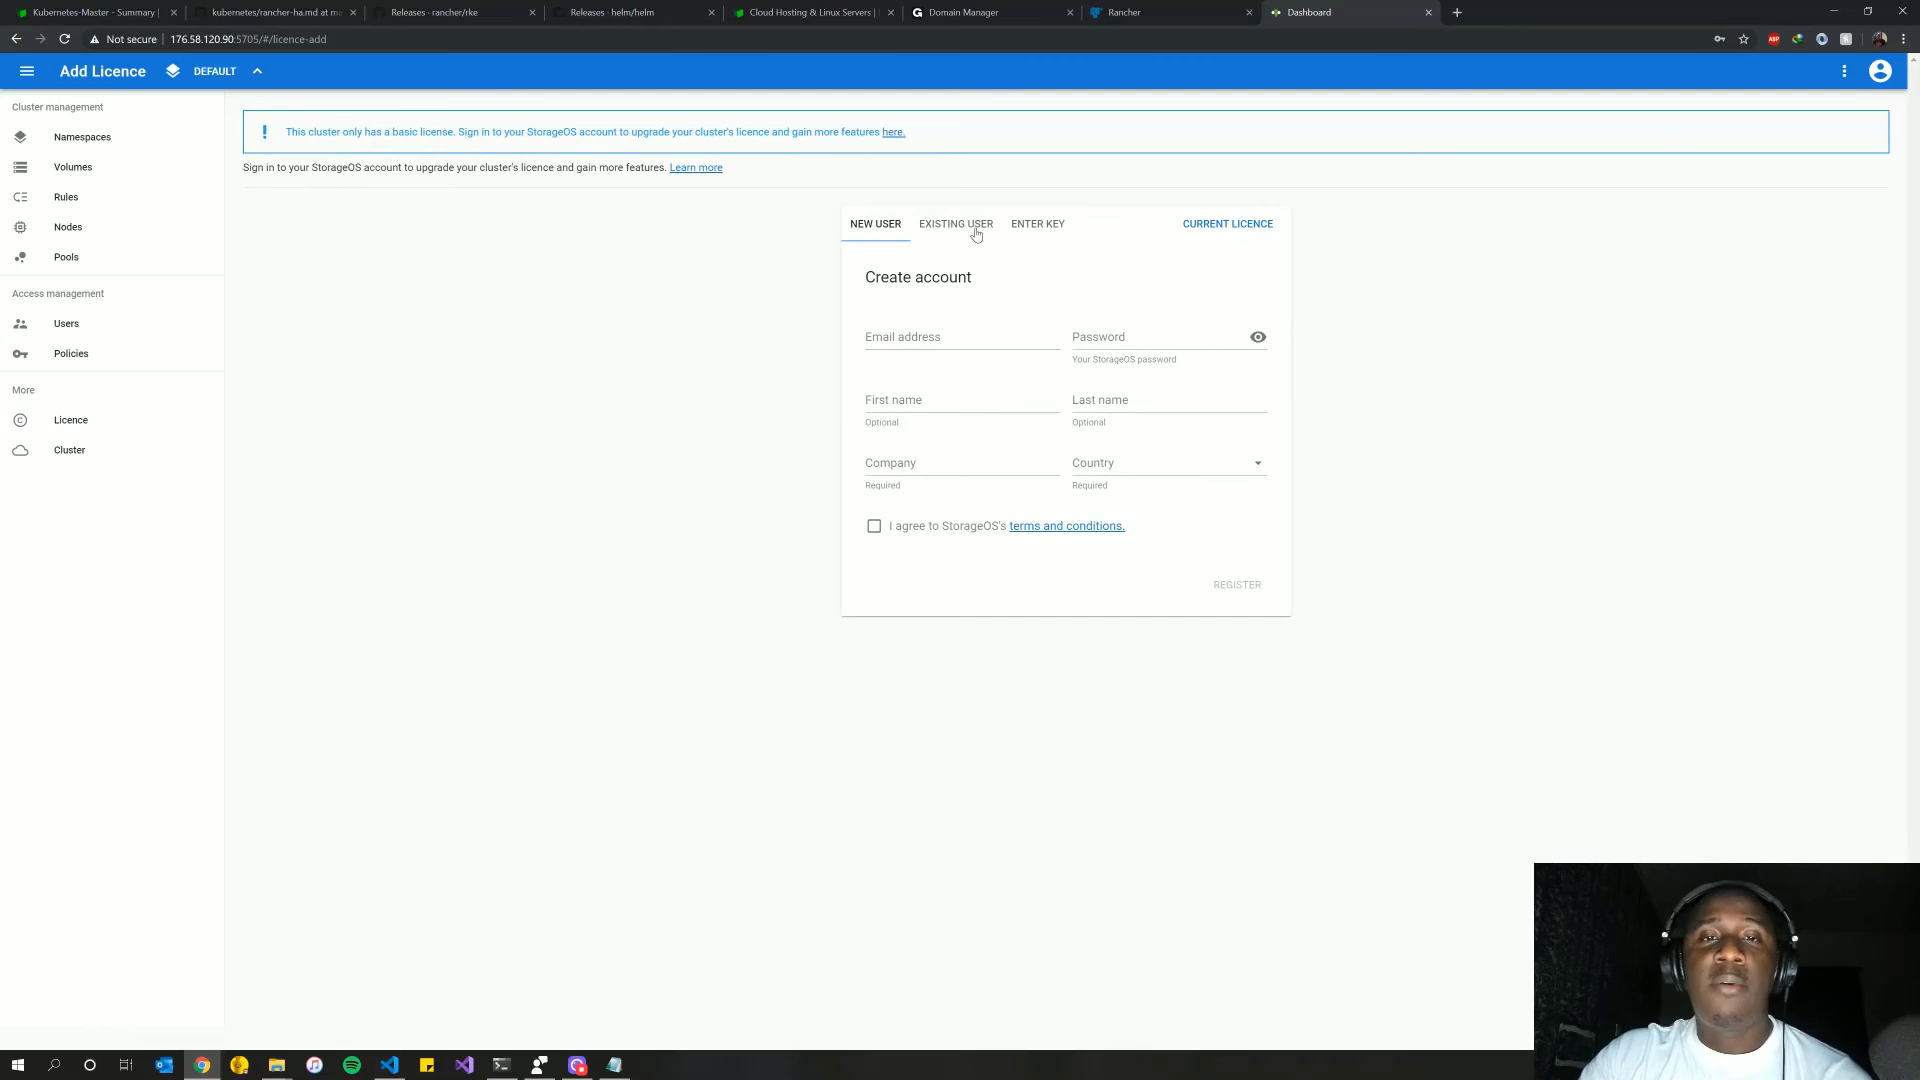 Kubernetes-Master - Summary |
kubernetes/rancher-ha.md at ma
Releases · rancher/rke
Releases · helm/helm
Cloud Hosting & Linux Servers |
Domain Manager
Rancher
Dashboard
Not secure
176.58.120.90:5705/#/licence-add
Add Licence
DEFAULT
Cluster management
Namespaces
Volumes
Rules
Nodes
Pools
Access management
Users
Policies
More
Licence
Cluster
This cluster only has a basic license. Sign in to your StorageOS account to upgrade your cluster's licence and gain more features here.
Sign in to your StorageOS account to upgrade your cluster's licence and gain more features. Learn more
NEW USER
EXISTING USER
ENTER KEY
CURRENT LICENCE
Create account
Email address
Password
Your StorageOS password
First name
Last name
Optional
Optional
Company
Country
Required
Required
I agree to StorageOS's terms and conditions.
REGISTER